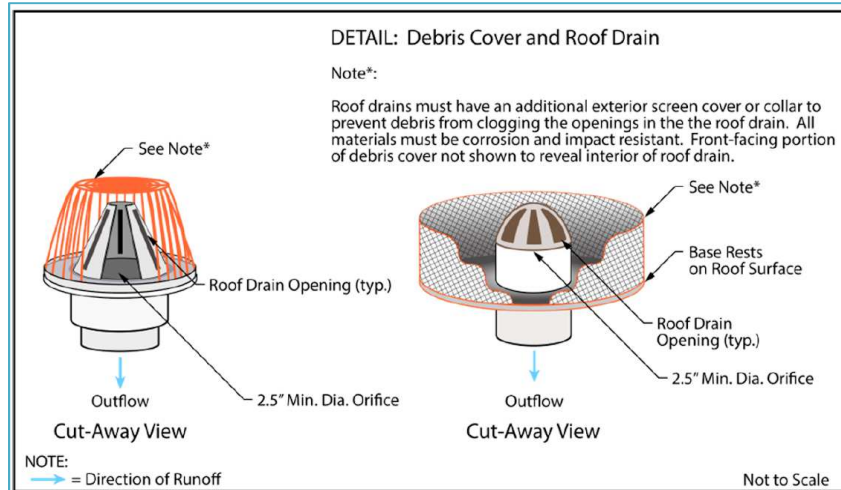 DETAIL: Debris Cover and Roof Drain
Note*:
Roof drains must have an additional exterior screen cover or collar to
prevent debris from clogging the openings in the the roof drain. All
materials must be corrosion and impact resistant. Front-facing portion
of debris cover not shown to reveal interior of roof drain.
See Note*
Roof Drain Opening (typ.)
2.5" Min. Dia. Orifice
Outflow
Cut-Away View
See Note*
Base Rests
on Roof Surface
Roof Drain
Opening (typ.)
2.5" Min. Dia. Orifice
Outflow
Cut-Away View
NOTE:
= Direction of Runoff
Not to Scale